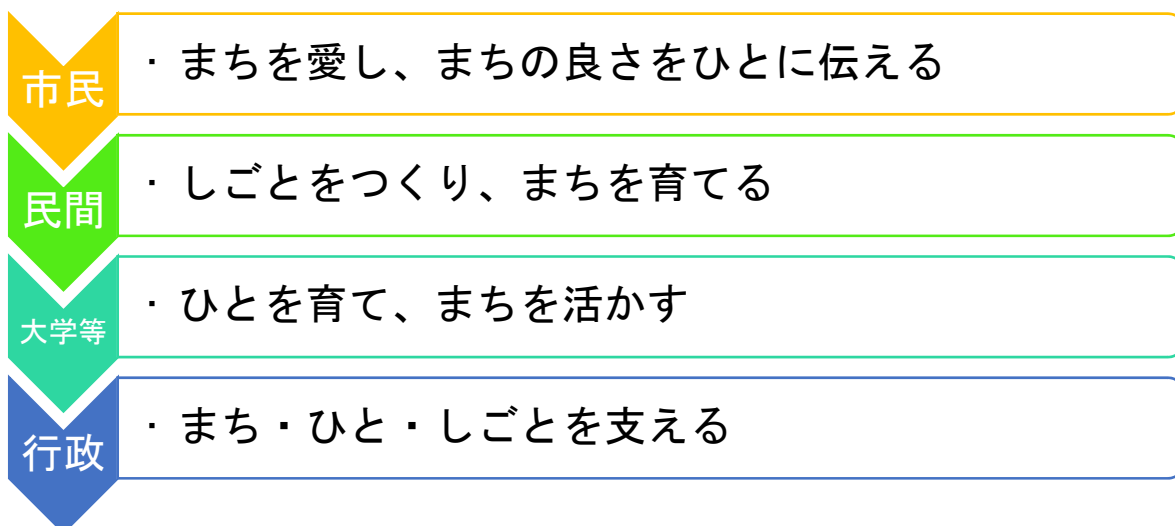 市民
・まちを愛し、まちの良さをひとに伝える
民間
・しごとをつくり、まちを育てる
大学等
・ひとを育て、まちを活かす
行政
・まち・ひと・しごとを支える